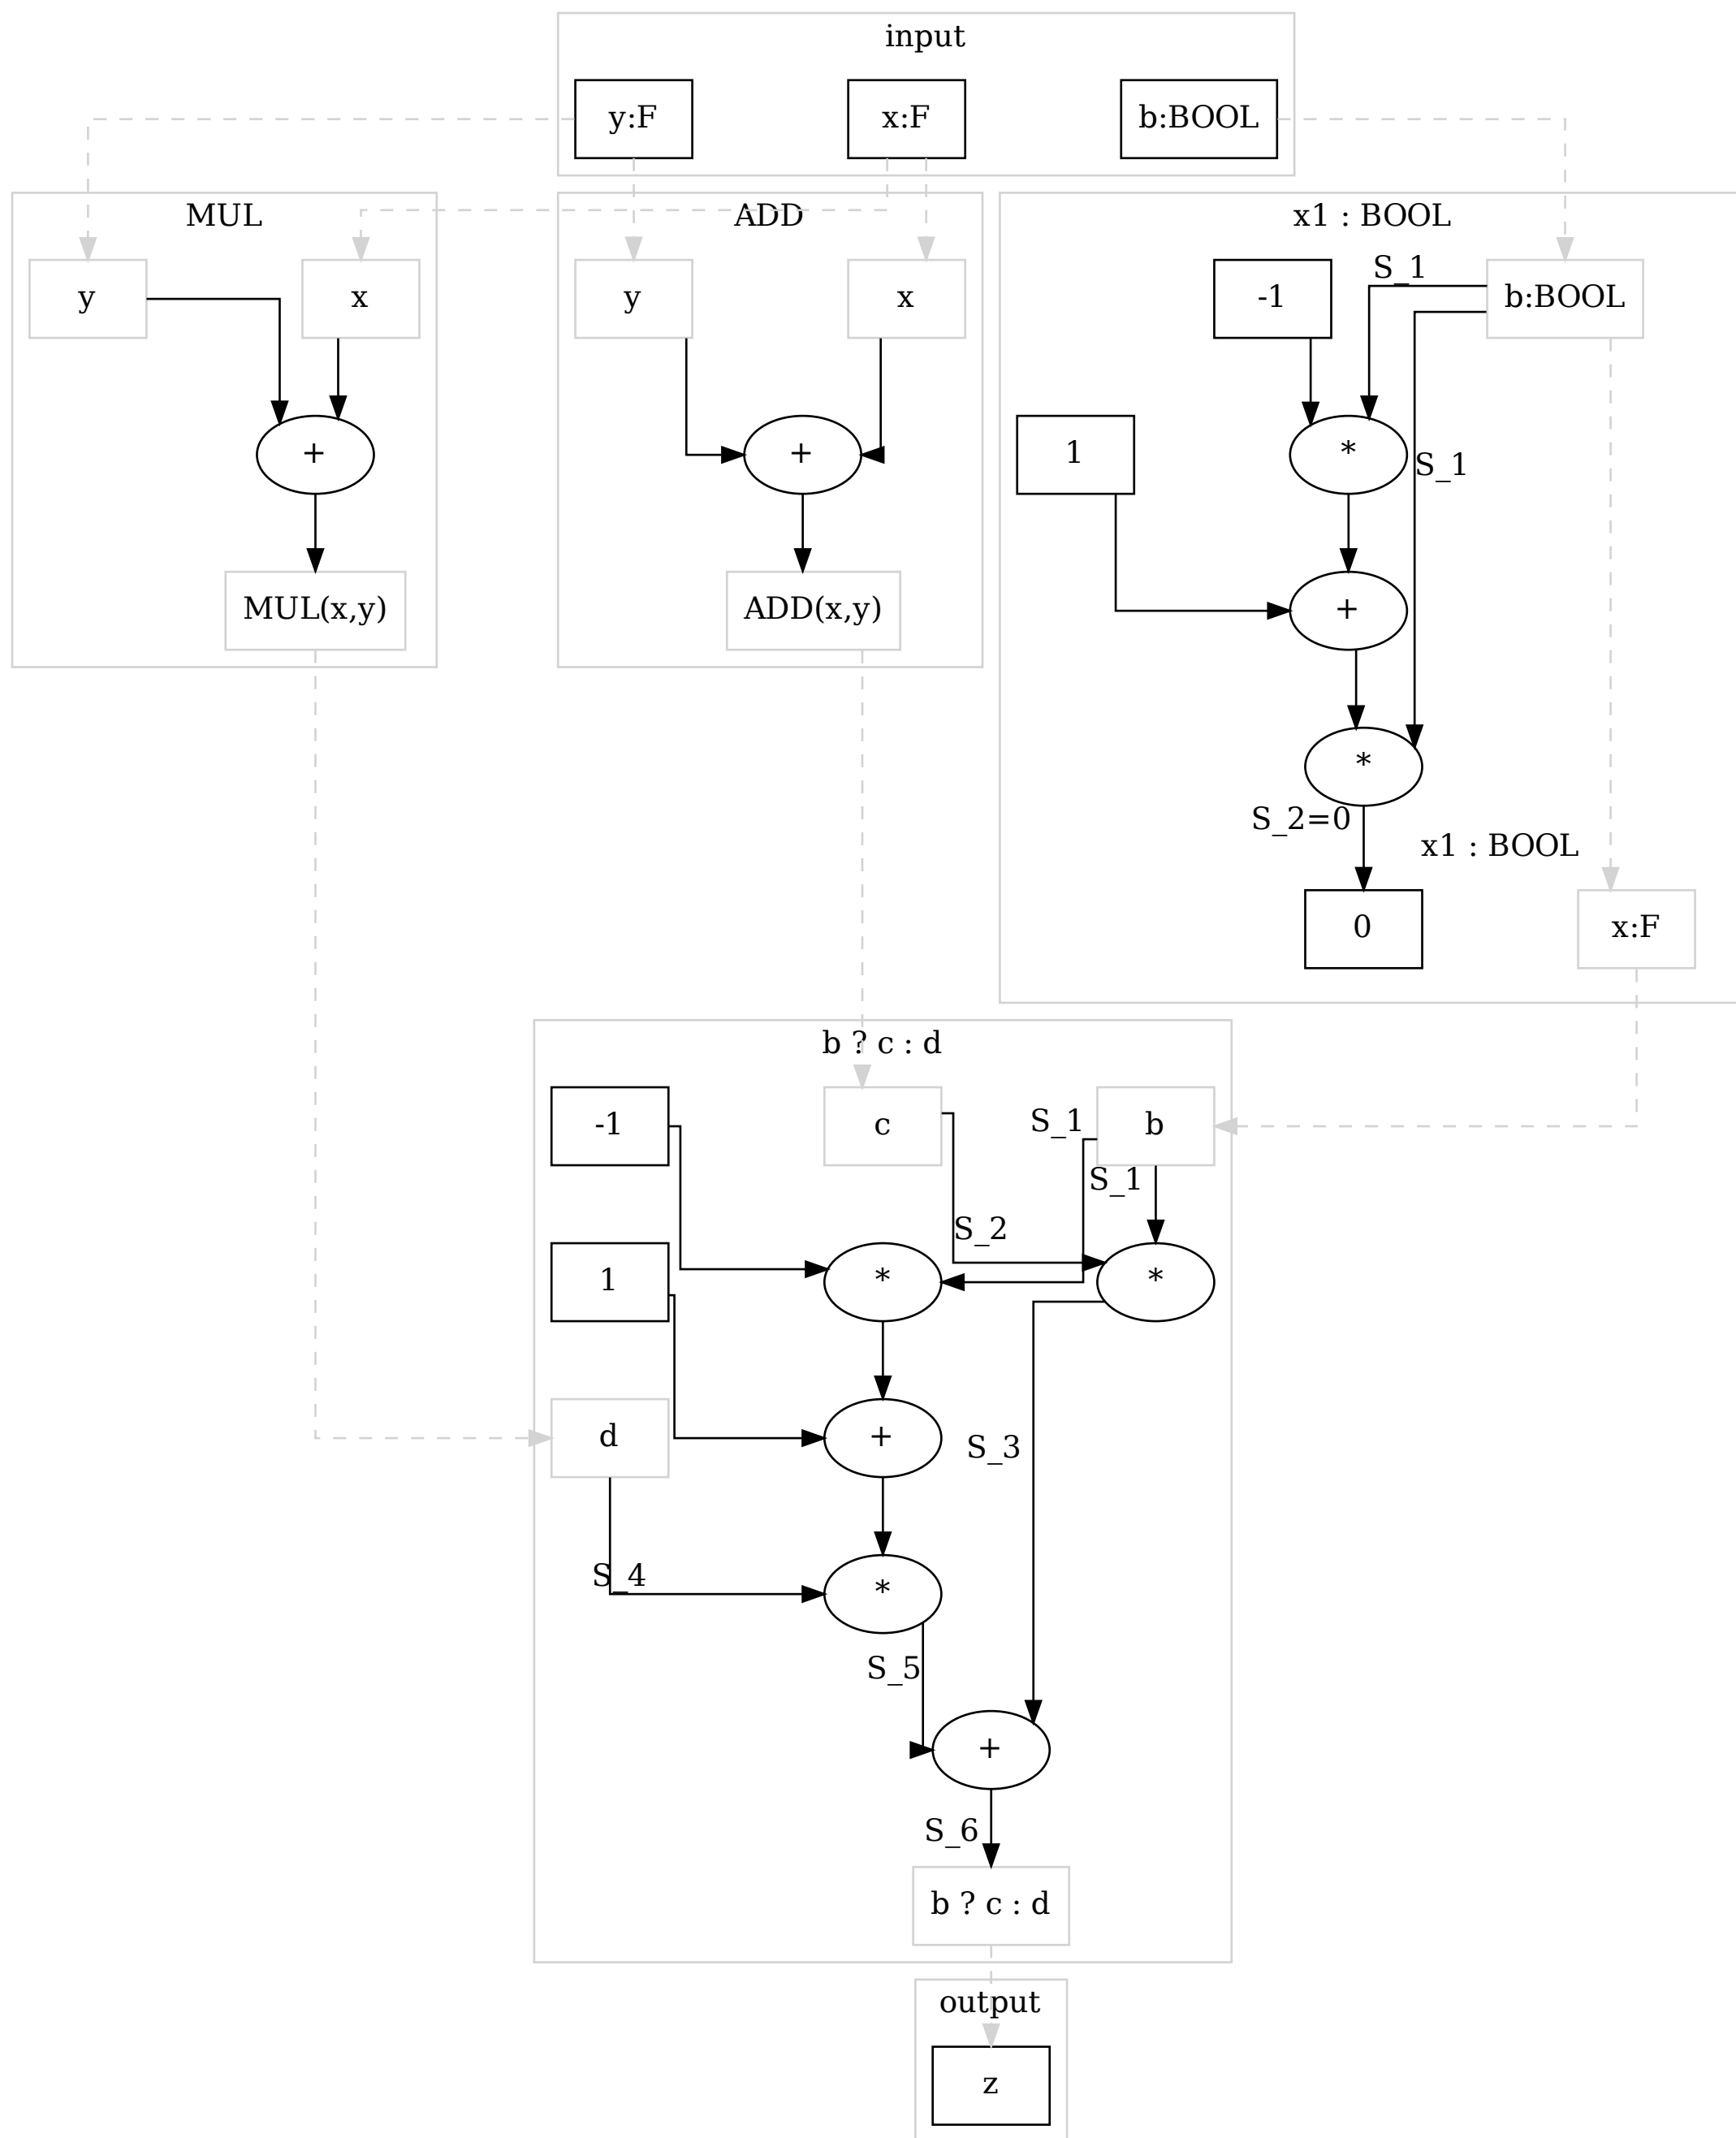 input
y:F
x:F
b:BOOL
MUL
ADD
x1 : BOOL
y
x
y
x
-1
S_1
b:BOOL
+
+
1
*
S_1
MUL(x,y)
ADD(x,y)
+
*
S_2=0
x1 : BOOL
0
x:F
b ? c : d
-1
c
S_1
b
S_1
S_2
1
*
*
d
+
S_3
S_4
*
S_5
+
S_6
b ? c : d
output
z